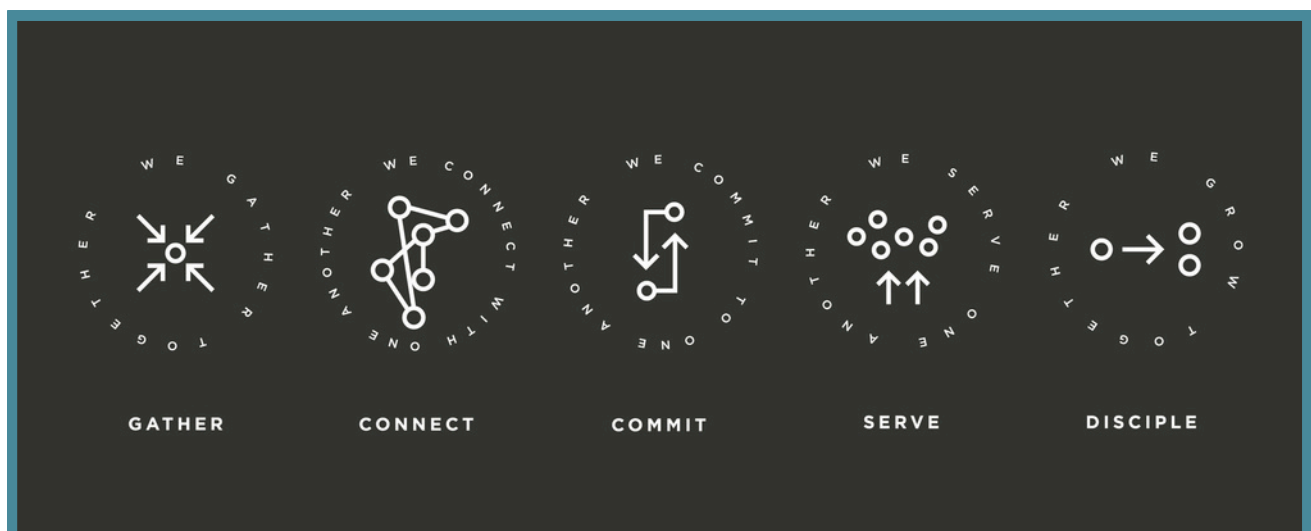 WE GATHER TOGETHER
WE CONNECT WITH ONE ANOTHER
WE COMMIT TO ONE ANOTHER
WE SERVE ONE ANOTHER
WE GROW TOGETHER
GATHER
CONNECT
COMMIT
SERVE
DISCIPLE